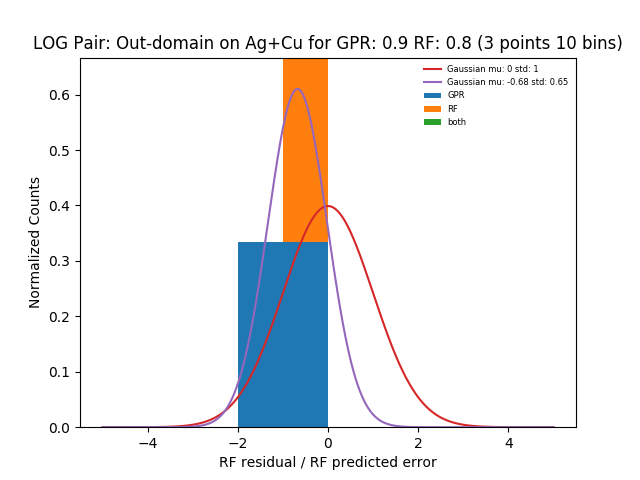 LOG Pair: Out-domain on Ag+Cu for GPR: 0.9 RF: 0.8 (3 points 10 bins)
Gaussian mu: 0 std: 1
Gaussian mu: -0.68 std: 0.65
GPR
RF
both
Normalized Counts
0.6
0.5
0.4
0.3
0.2
0.1
0.0
−4
−2
0
2
4
RF residual / RF predicted error